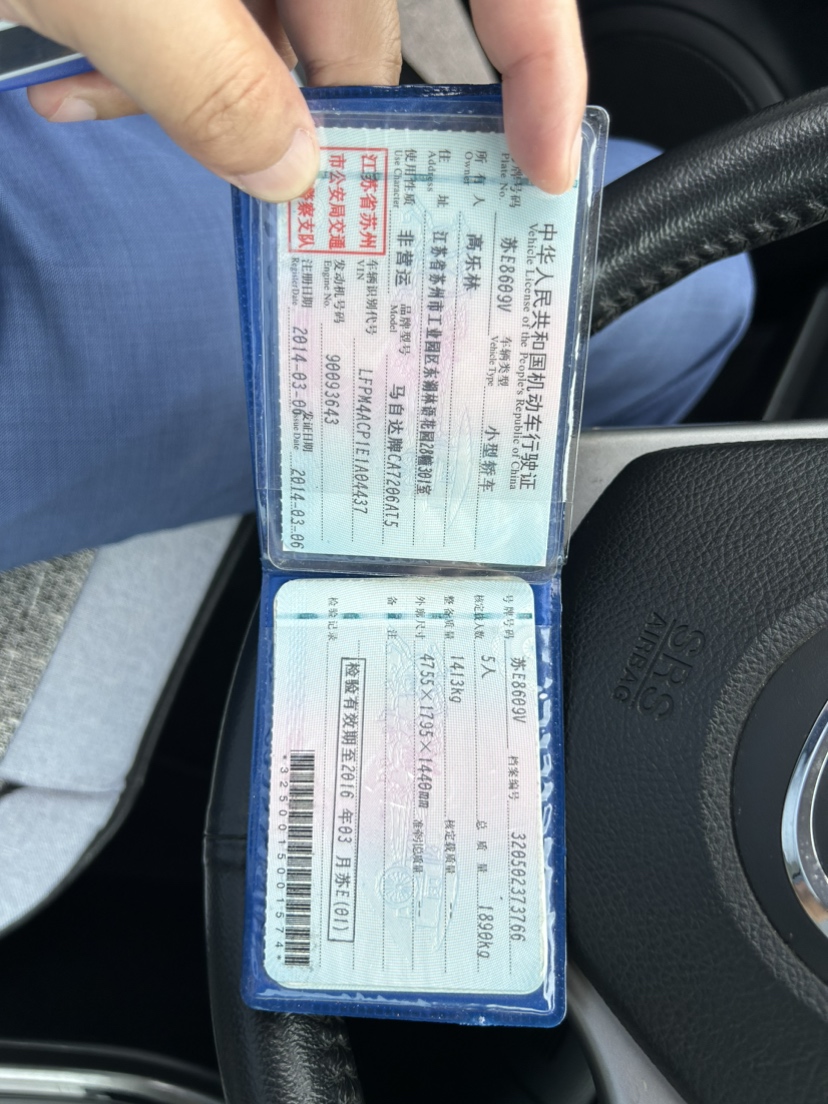 中华人民共和国机动车行驶证
Vehicle License of the People's Republic of China
号牌号码 苏E8609V 车辆类型 小型轿车
Plate No. Vehicle Type
所有人 高乐林
Owner
住址 江苏省苏州市工业园区东湖林语花园28幢301室
Address
使用性质 非营运 品牌型号 马自达牌CA7206AT5
Use Character Model
江苏省苏州
市公安局交通
警察支队
车辆识别代号 LFPM4ACP1E1A04437
VIN
发动机号码 90093643
Engine No.
注册日期 2014-03-06 发证日期 2014-03-06
Register Date Issue Date
号牌号码 苏E8609V 档案编号 320502373766
核定载人数 5人 总质量 1890kg
整备质量 1413kg 核定载质量 --
外廓尺寸 4755×1795×1440mm 准牵引总质量 --
备注
检验记录 检验有效期至2016年03月苏E(01)
*3250015001574*
SRS
AIRBAG